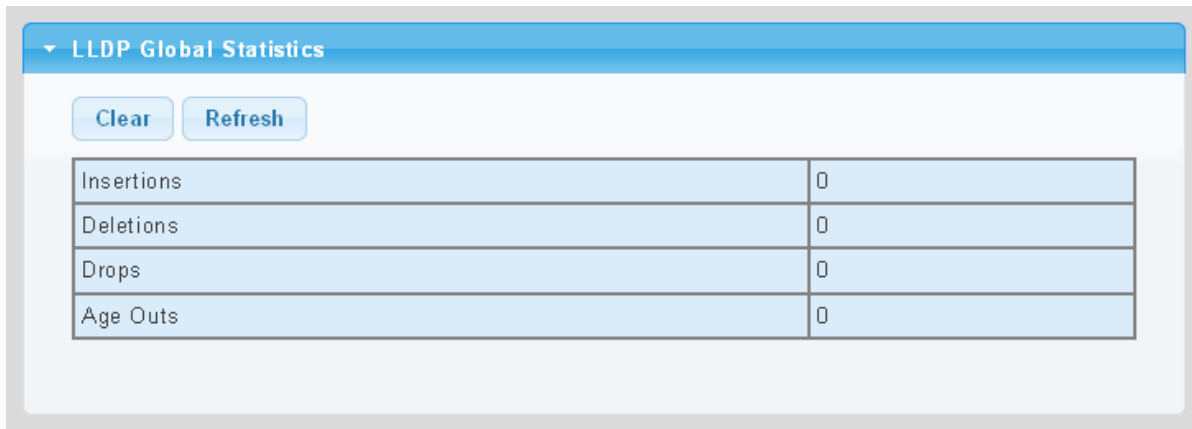 LLDP Global Statistics
Clear Refresh
Insertions 0
Deletions 0
Drops 0
Age Outs 0